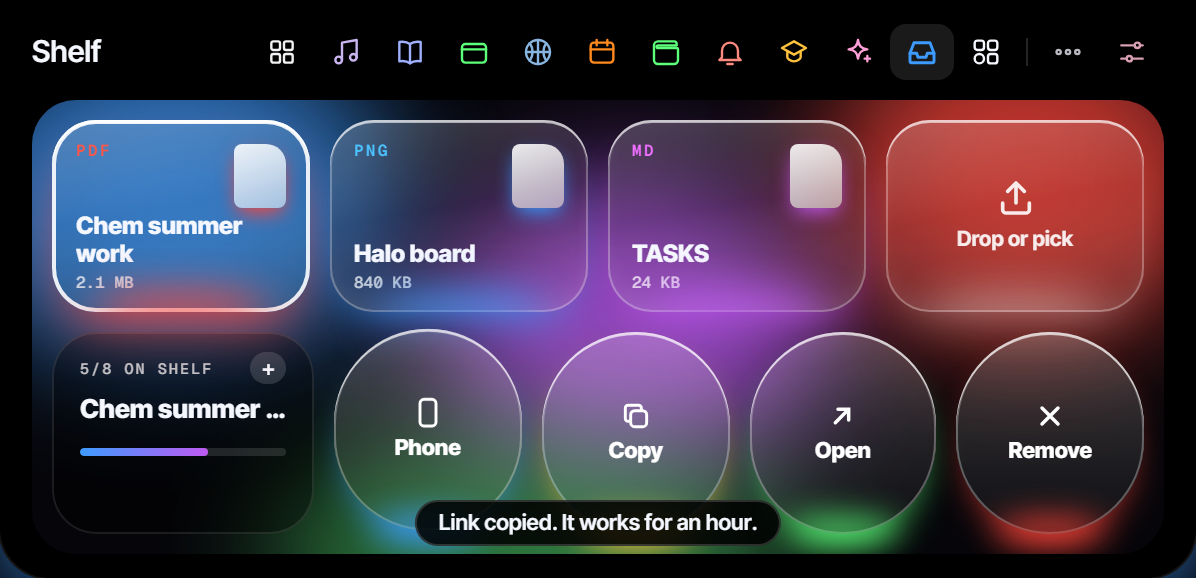 Shelf
PDF
Chem summer
work
2.1 MB
PNG
Halo board
840 KB
MD
TASKS
24 KB
Drop or pick
5/8 ON SHELF
+
Chem summer ...
Phone
Copy
Open
Remove
Link copied. It works for an hour.